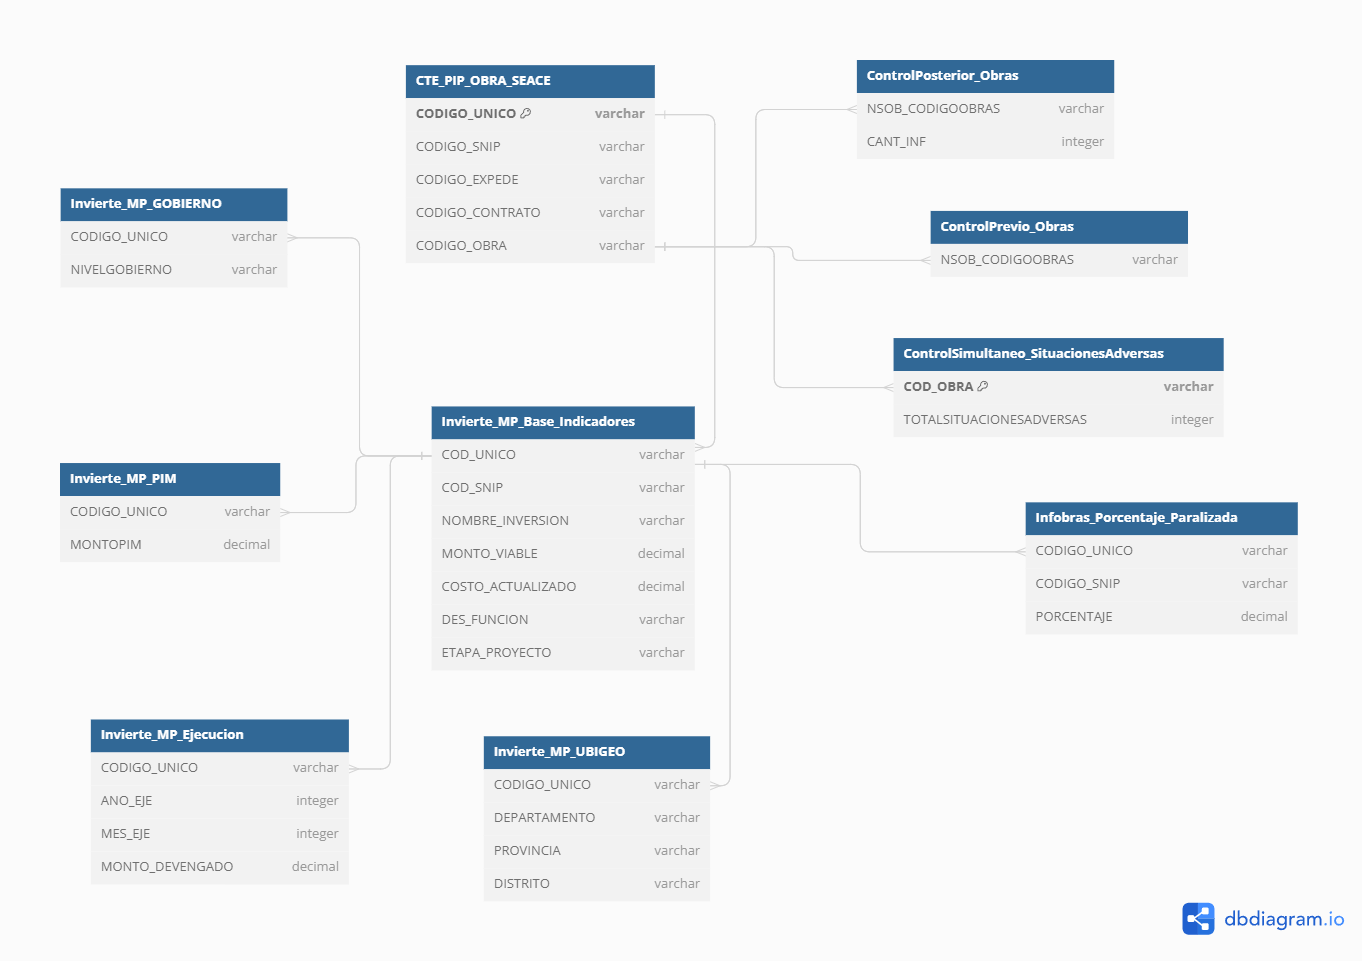 CTE_PIP_OBRA_SEACE
CODIGO_UNICO varchar
CODIGO_SNIP varchar
CODIGO_EXPEDE varchar
CODIGO_CONTRATO varchar
CODIGO_OBRA varchar
ControlPosterior_Obras
NSOB_CODIGOOBRAS varchar
CANT_INF integer
Invierte_MP_GOBIERNO
CODIGO_UNICO varchar
NIVELGOBIERNO varchar
ControlPrevio_Obras
NSOB_CODIGOOBRAS varchar
ControlSimultaneo_SituacionesAdversas
COD_OBRA varchar
TOTALSITUACIONESADVERSAS integer
Invierte_MP_Base_Indicadores
COD_UNICO varchar
COD_SNIP varchar
NOMBRE_INVERSION varchar
MONTO_VIABLE decimal
COSTO_ACTUALIZADO decimal
DES_FUNCION varchar
ETAPA_PROYECTO varchar
Invierte_MP_PIM
CODIGO_UNICO varchar
MONTOPIM decimal
Infobras_Porcentaje_Paralizada
CODIGO_UNICO varchar
CODIGO_SNIP varchar
PORCENTAJE decimal
Invierte_MP_Ejecucion
CODIGO_UNICO varchar
ANO_EJE integer
MES_EJE integer
MONTO_DEVENGADO decimal
Invierte_MP_UBIGEO
CODIGO_UNICO varchar
DEPARTAMENTO varchar
PROVINCIA varchar
DISTRITO varchar
dbdiagram.io